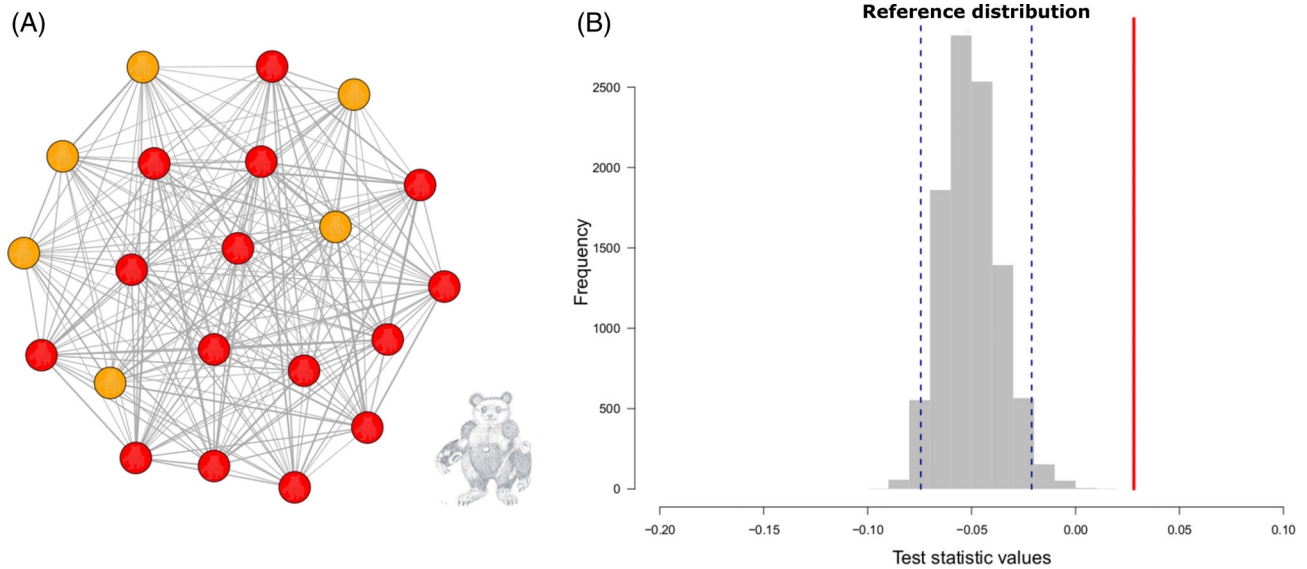 (A)
(B)
Reference distribution
Frequency
2500
2000
1500
1000
500
0
−0.20
−0.15
−0.10
−0.05
0.00
0.05
0.10
Test statistic values